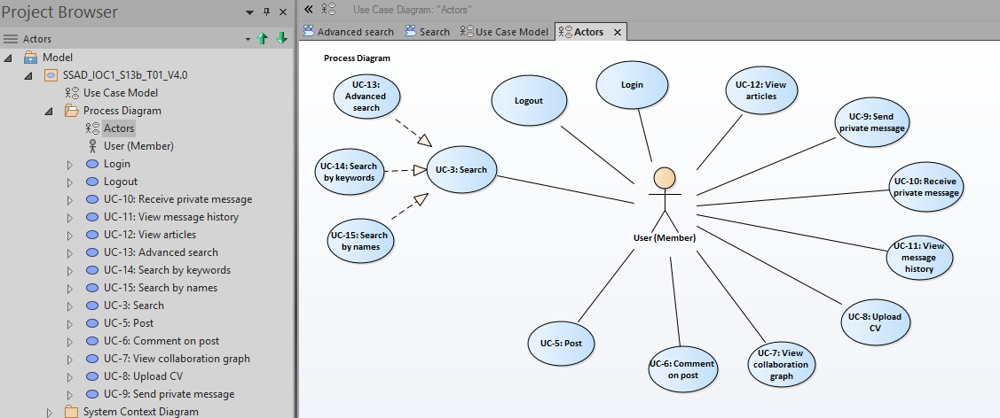 Project Browser
Actors
Model
SSAD_IOC1_S13b_T01_V4.0
Use Case Model
Process Diagram
Actors
User (Member)
Login
Logout
UC-10: Receive private message
UC-11: View message history
UC-12: View articles
UC-13: Advanced search
UC-14: Search by keywords
UC-15: Search by names
UC-3: Search
UC-5: Post
UC-6: Comment on post
UC-7: View collaboration graph
UC-8: Upload CV
UC-9: Send private message
System Context Diagram
Use Case Diagram: "Actors"
Advanced search
Search
Use Case Model
Actors
Process Diagram
UC-13:
Advanced
search
Logout
Login
UC-12: View
articles
UC-9: Send
private message
UC-14: Search
by keywords
UC-3: Search
UC-10: Receive
private message
UC-15: Search
by names
User (Member)
UC-11: View
message
history
UC-8: Upload
CV
UC-5: Post
UC-6: Comment
on post
UC-7: View
collaboration
graph